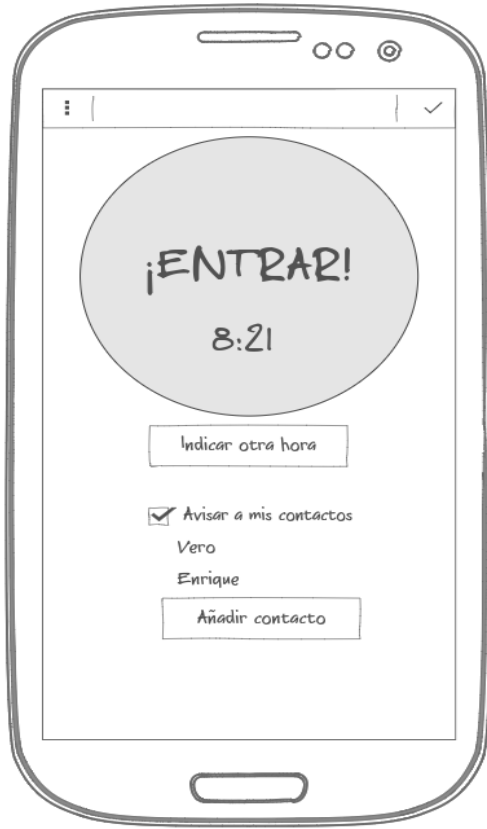 ¡ENTRAR!
8:21
Indicar otra hora
Avisar a mis contactos
Vero
Enrique
Añadir contacto